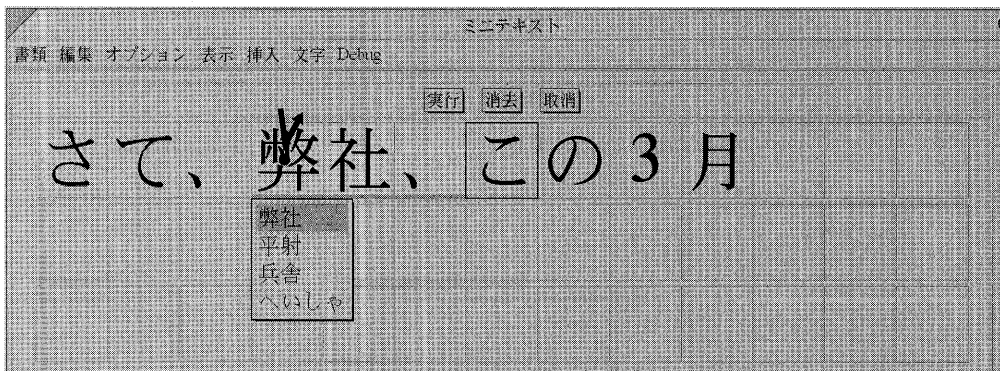 ミニテキスト
書類 編集 オプション 表示 挿入 文字 Debug
実行 消去 取消
さて、弊社、この3月
弊社
平射
兵舎
へいしゃ